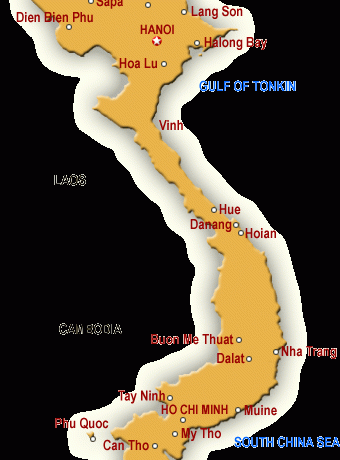 Sapa
Lang Son
Dien Bien Phu
HANOI
Halong Bay
Hoa Lu
GULF OF TONKIN
Vinh
LAOS
Hue
Danang
Hoian
CAMBODIA
Buon Me Thuat
Nha Trang
Dalat
Tay Ninh
HO CHI MINH
Muine
Phu Quoc
My Tho
Can Tho
SOUTH CHINA SEA